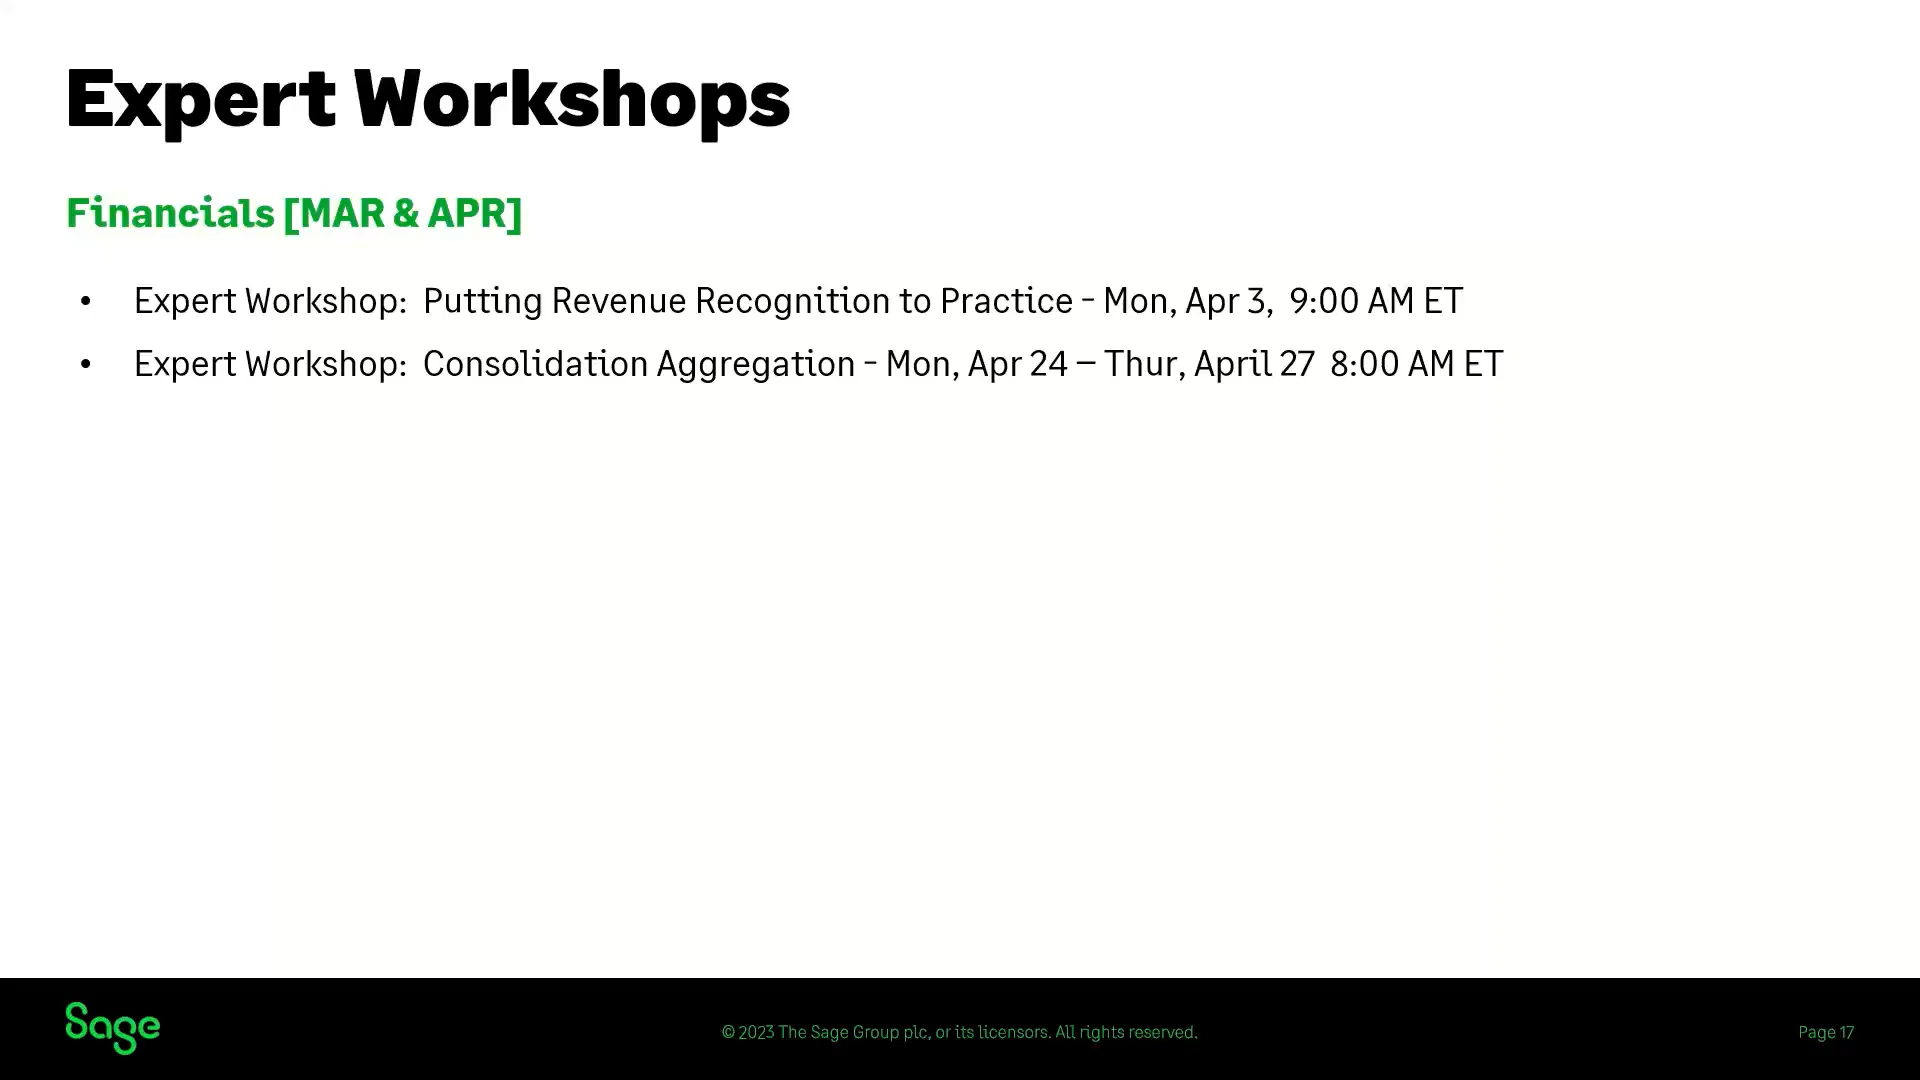 Expert Workshops
Financials [MAR & APR]
• Expert Workshop:  Putting Revenue Recognition to Practice - Mon, Apr 3,  9:00 AM ET
• Expert Workshop:  Consolidation Aggregation - Mon, Apr 24 – Thur, April 27  8:00 AM ET
Sage
© 2023 The Sage Group plc, or its licensors. All rights reserved.
Page 17